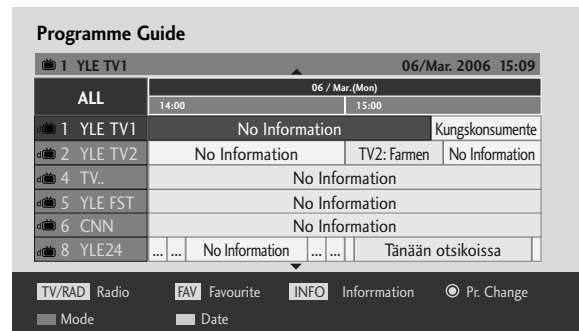 Programme Guide
1 YLE TV1 06/Mar. 2006 15:09
ALL 06 / Mar.(Mon)
14:00 15:00
1 YLE TV1 No Information Kungskonsumente
2 YLE TV2 No Information TV2: Farmen No Information
4 TV.. No Information
5 YLE FST No Information
6 CNN No Information
8 YLE24 ... ... No Information ... ... Tänään otsikoissa
TV/RAD Radio FAV Favourite INFO Inforrmation Pr. Change
Mode Date